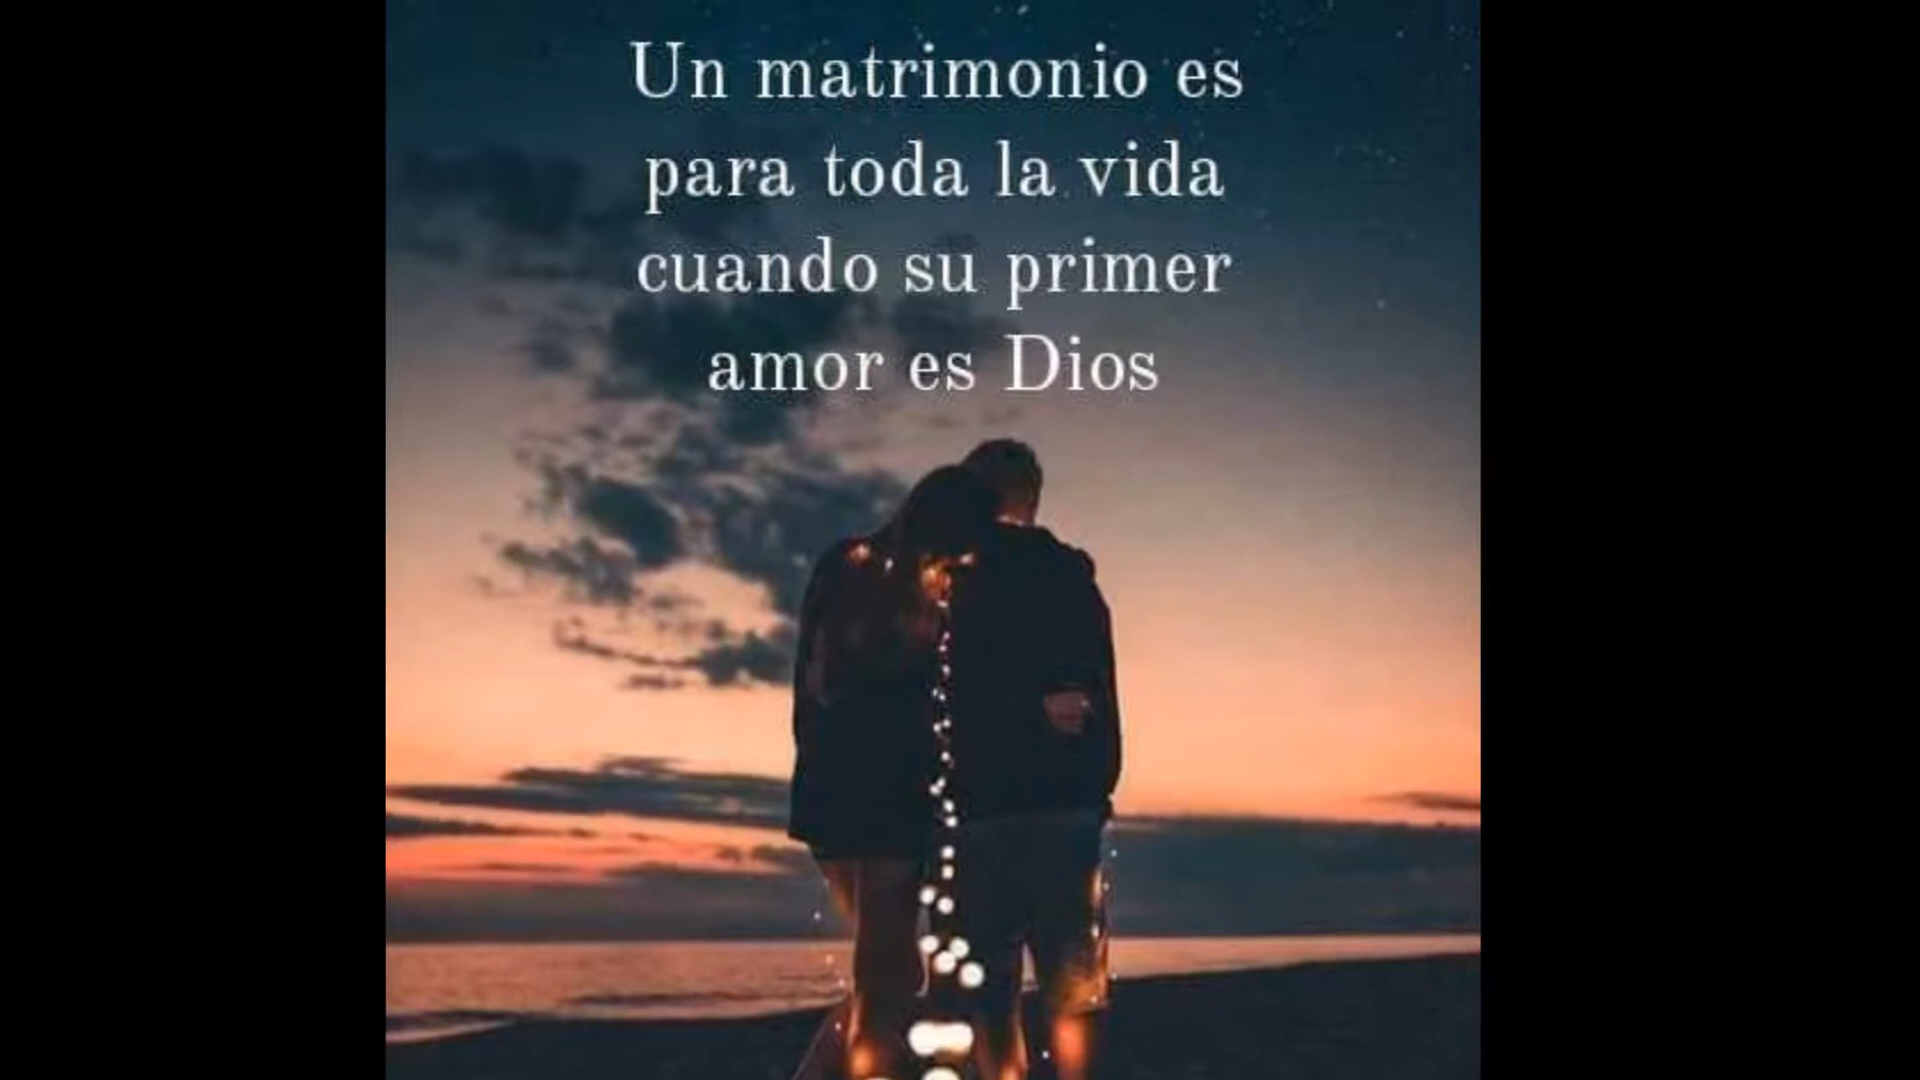 Un matrimonio es
para toda la vida
cuando su primer
amor es Dios